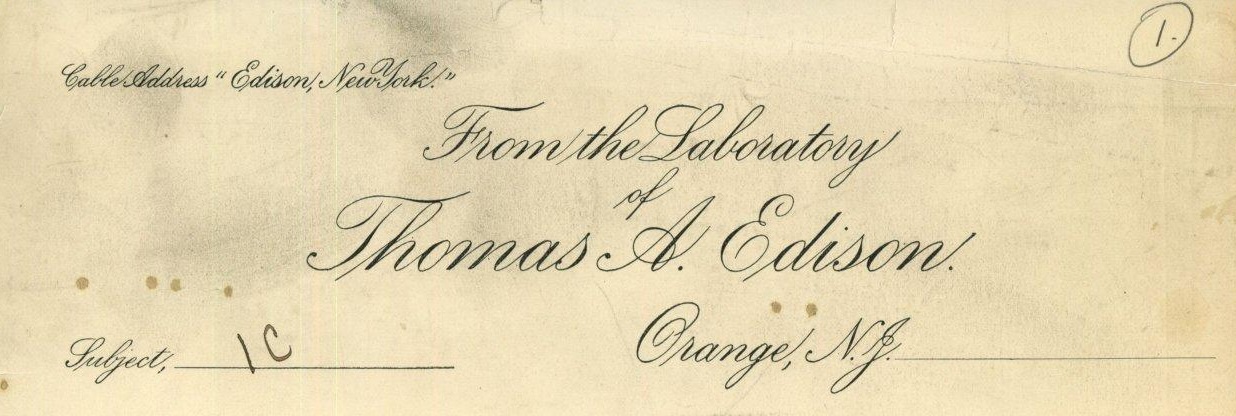 1.
Cable Address "Edison, New York."
From the Laboratory
of
Thomas A. Edison.
Orange, N.J.
Subject, 1C